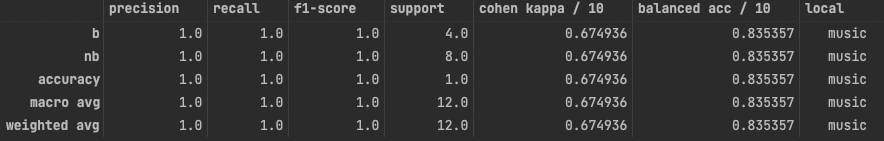 precision recall f1-score support cohen kappa / 10 balanced acc / 10 local
b 1.0 1.0 1.0 4.0 0.674936 0.835357 music
nb 1.0 1.0 1.0 8.0 0.674936 0.835357 music
accuracy 1.0 1.0 1.0 1.0 0.674936 0.835357 music
macro avg 1.0 1.0 1.0 12.0 0.674936 0.835357 music
weighted avg 1.0 1.0 1.0 12.0 0.674936 0.835357 music